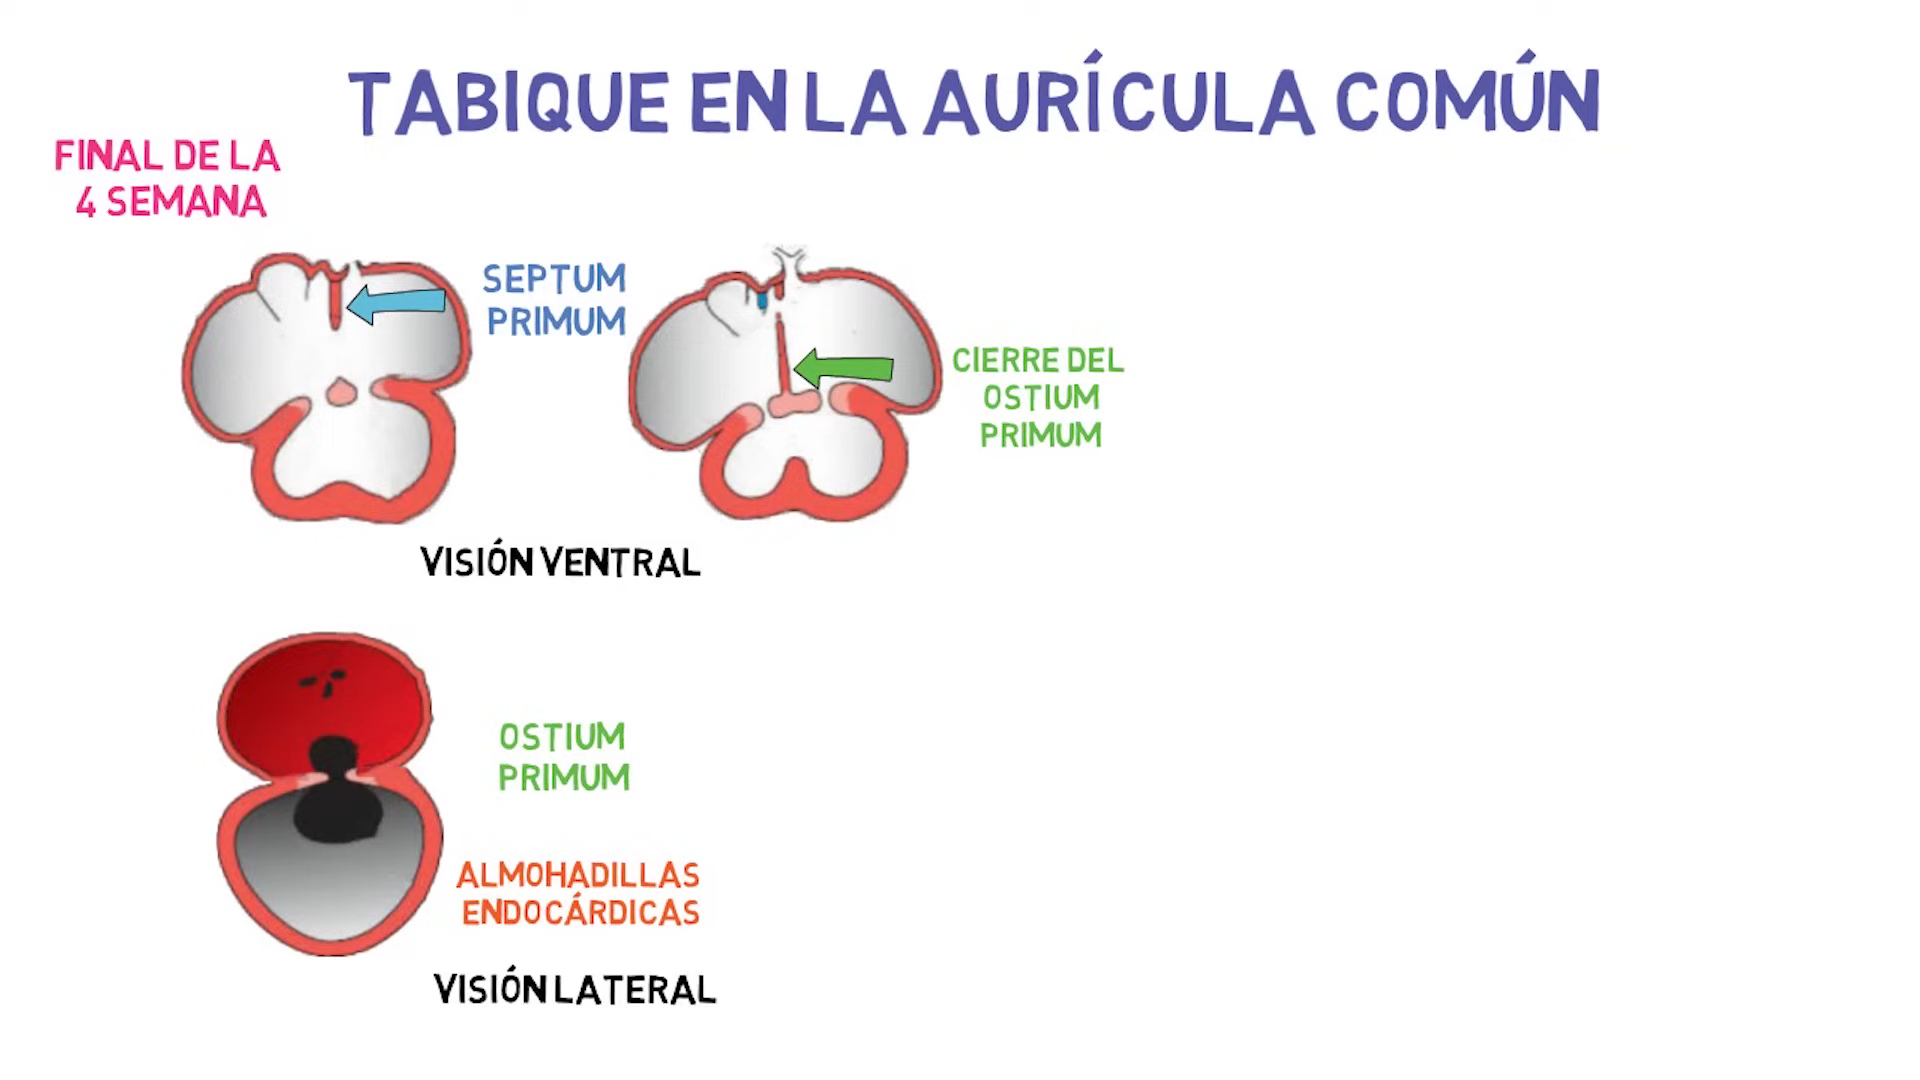 TABIQUE EN LA AURÍCULA COMÚN
FINAL DE LA
4 SEMANA
SEPTUM
PRIMUM
CIERRE DEL
OSTIUM
PRIMUM
VISIÓN VENTRAL
OSTIUM
PRIMUM
ALMOHADILLAS
ENDOCÁRDICAS
VISIÓN LATERAL